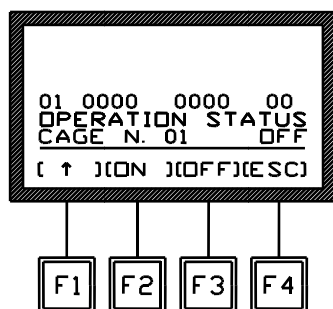 01 0000 0000 00
OPERATION STATUS
CAGE N. 01 OFF
[ ↑ ][ON ][OFF][ESC]
F1 F2 F3 F4